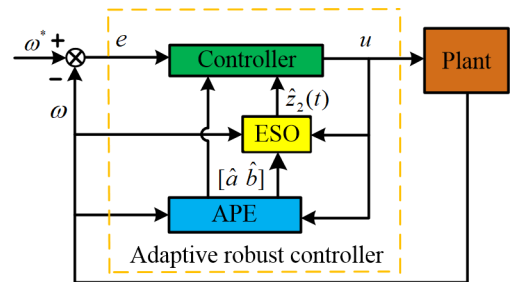 ω* + e Controller u Plant
−
ω ẑ₂(t)
ESO
[â b̂]
APE
Adaptive robust controller